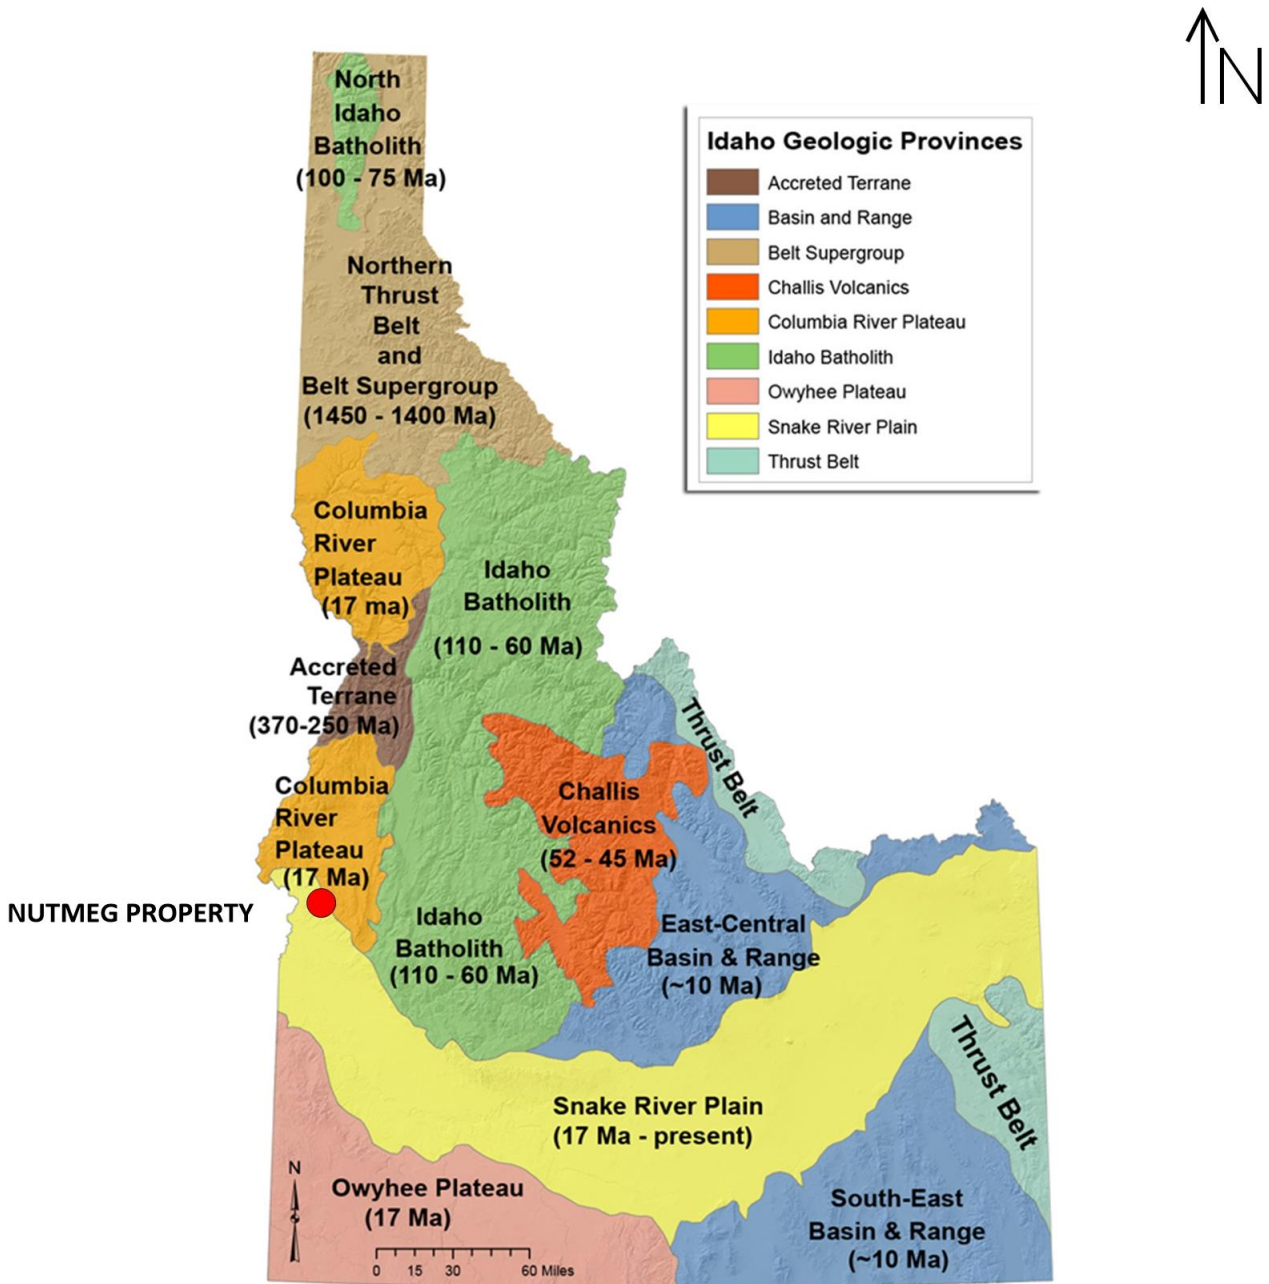 N
North
Idaho
Batholith
(100 - 75 Ma)
Idaho Geologic Provinces
Accreted Terrane
Basin and Range
Belt Supergroup
Challis Volcanics
Columbia River Plateau
Idaho Batholith
Owyhee Plateau
Snake River Plain
Thrust Belt
Northern
Thrust
Belt
and
Belt Supergroup
(1450 - 1400 Ma)
Columbia
River
Plateau
(17 ma)
Idaho
Batholith
(110 - 60 Ma)
Accreted
Terrane
(370-250 Ma)
Thrust Belt
Columbia
River
Plateau
(17 Ma)
Challis
Volcanics
(52 - 45 Ma)
NUTMEG PROPERTY
Idaho
Batholith
(110 - 60 Ma)
East-Central
Basin & Range
(~10 Ma)
Thrust Belt
Snake River Plain
(17 Ma - present)
Owyhee Plateau
(17 Ma)
South-East
Basin & Range
(~10 Ma)
N
0 15 30 60 Miles